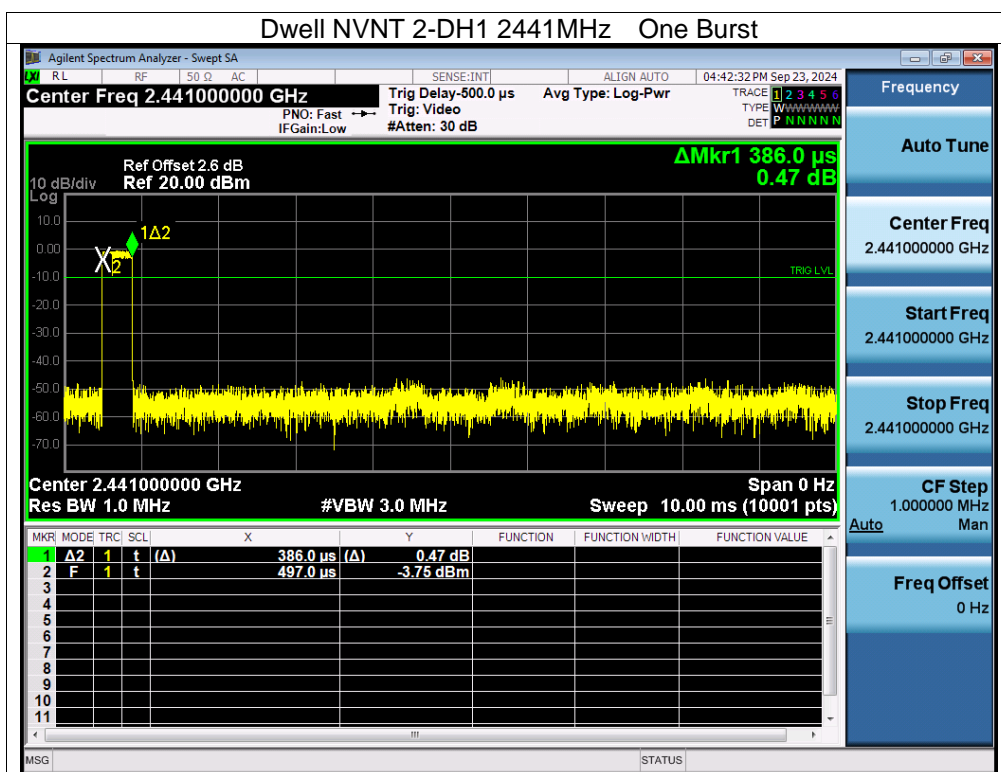 Dwell NVNT 2-DH1 2441MHz One Burst
Agilent Spectrum Analyzer - Swept SA
LXI RL RF 50 Ω AC SENSE:INT ALIGN AUTO 04:42:32 PM Sep 23, 2024
Center Freq 2.441000000 GHz Trig Delay-500.0 µs Avg Type: Log-Pwr TRACE 1 2 3 4 5 6
PNO: Fast Trig: Video TYPE WWWWWW
IFGain:Low #Atten: 30 dB DET P N N N N N
ΔMkr1 386.0 µs
0.47 dB
Ref Offset 2.6 dB
10 dB/div Ref 20.00 dBm
Log
10.0
0.00
-10.0
-20.0
-30.0
-40.0
-50.0
-60.0
-70.0
1Δ2
X2
TRIG LVL
Center 2.441000000 GHz Span 0 Hz
Res BW 1.0 MHz #VBW 3.0 MHz Sweep 10.00 ms (10001 pts)
MKR MODE TRC SCL X Y FUNCTION FUNCTION WIDTH FUNCTION VALUE
1 Δ2 1 t (Δ) 386.0 µs (Δ) 0.47 dB
2 F 1 t 497.0 µs -3.75 dBm
3
4
5
6
7
8
9
10
11
MSG STATUS
Frequency
Auto Tune
Center Freq
2.441000000 GHz
Start Freq
2.441000000 GHz
Stop Freq
2.441000000 GHz
CF Step
1.000000 MHz
Auto Man
Freq Offset
0 Hz